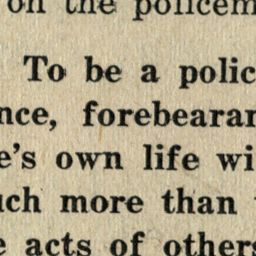 on the policem
To be a polic
nce, forebearan
e's own life wi
uch more than
e acts of others